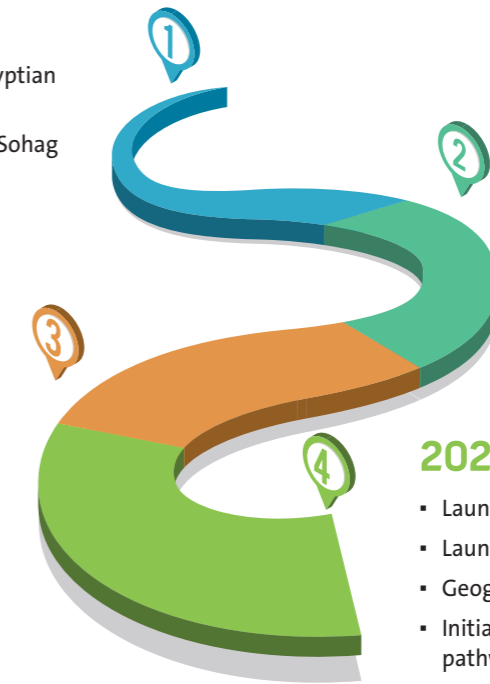 1
yptian
2
Sohag
3
4
202
▪ Laun
▪ Laun
▪ Geog
▪ Initia
pathw